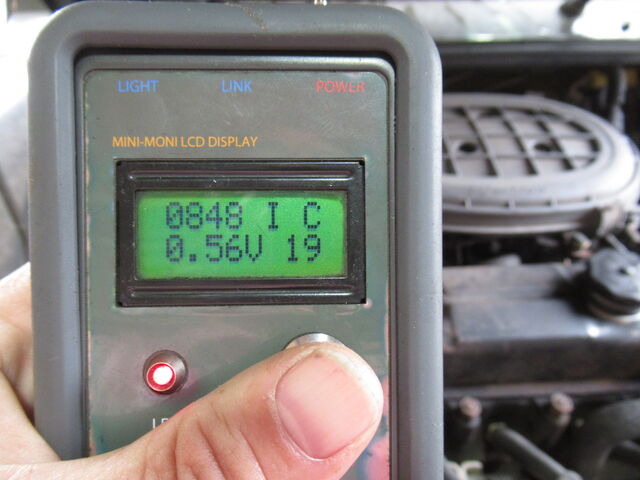 LIGHT LINK POWER
MINI-MONI LCD DISPLAY
0848 I C
0.56V 19